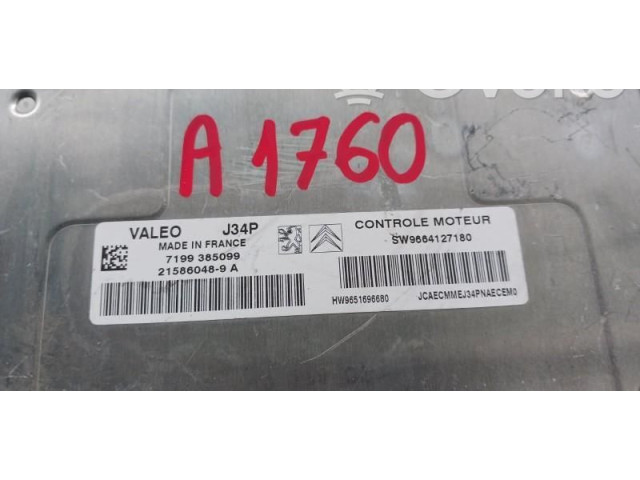 A 1760
VALEO J34P
MADE IN FRANCE
7199 385099
21586048-9 A
CONTROLE MOTEUR
SW9664127180
HW9651696680
JCAECMMEJ34PNAECEM0